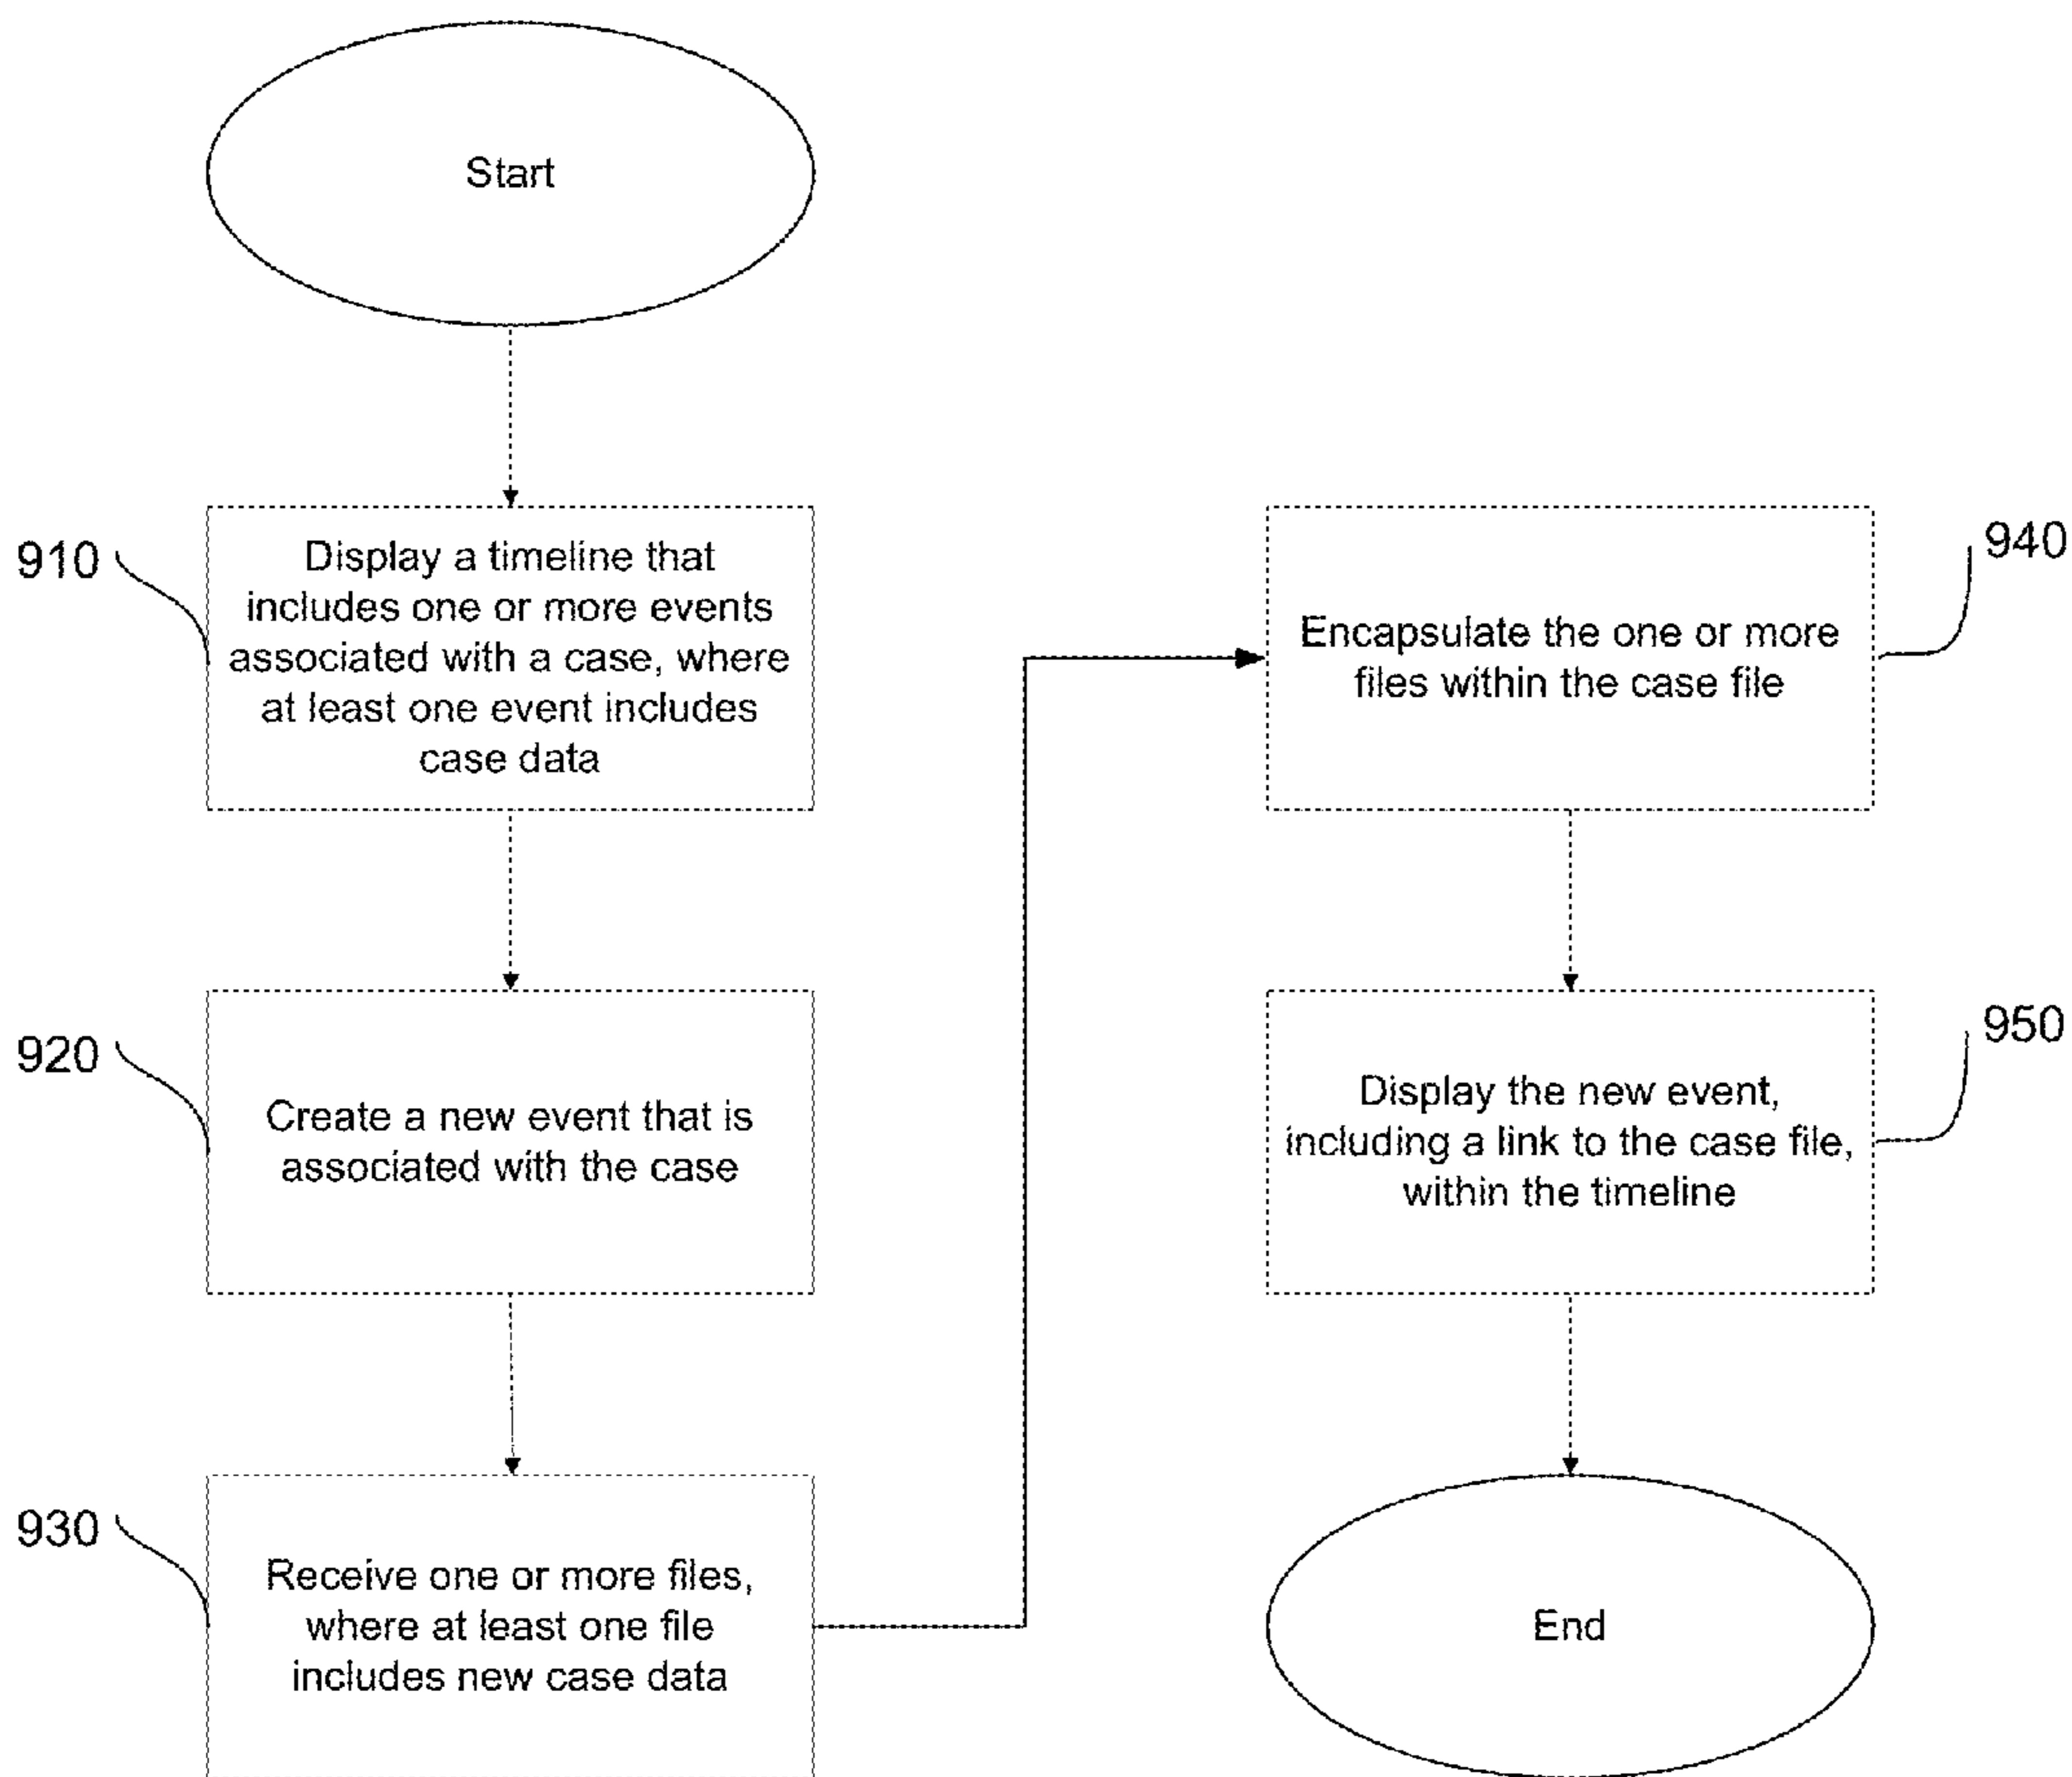 Start
910
Display a timeline that
includes one or more events
associated with a case, where
at least one event includes
case data
920
Create a new event that is
associated with the case
930
Receive one or more files,
where at least one file
includes new case data
940
Encapsulate the one or more
files within the case file
950
Display the new event,
including a link to the case file,
within the timeline
End